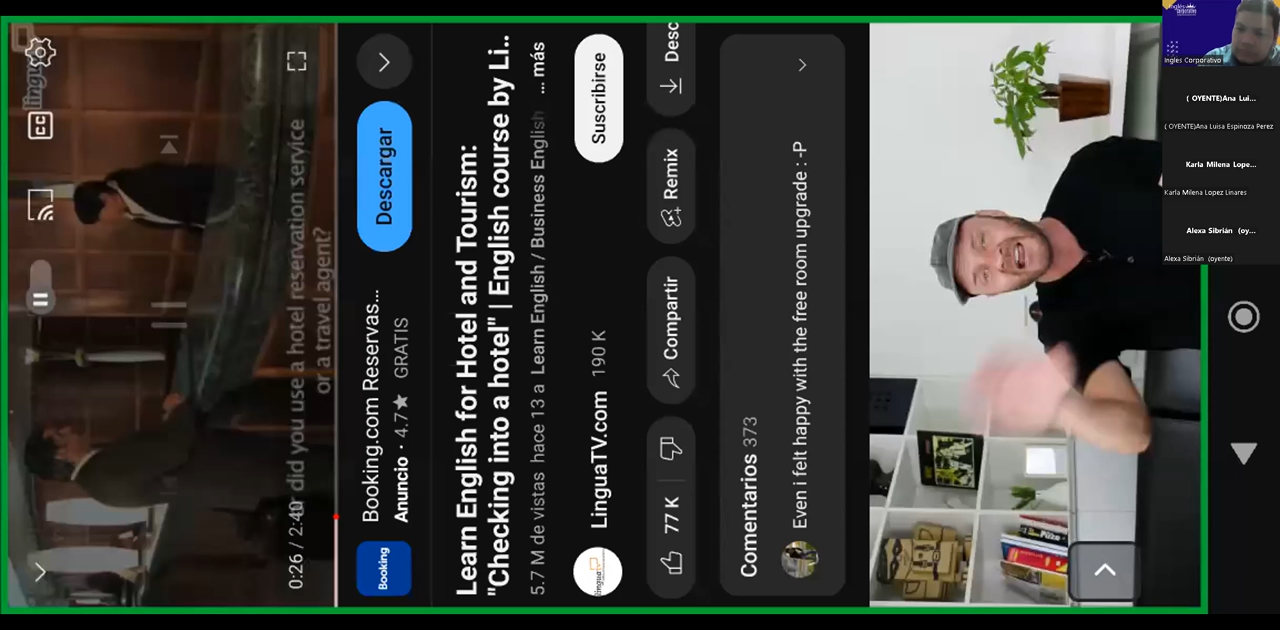 lingua
or did you use a hotel reservation service
or a travel agent?
0:26 / 2:40
Booking
Booking.com Reservas...
Anuncio · 4.7★ GRATIS
Descargar
Learn English for Hotel and Tourism:
"Checking into a hotel" | English course by Li..
5.7 M de vistas hace 13 a Learn English / Business English ... más
lingua
LinguaTV.com 190 K
Suscribirse
77 K
Compartir
Remix
Desc
Comentarios 373
Even i felt happy with the free room upgrade : -P
Ingles Corporativo
( OYENTE)Ana Lui...
( OYENTE)Ana Luisa Espinoza Perez
Karla Milena Lope...
Karla Milena Lopez Linares
Alexa Sibrián (oy...
Alexa Sibrián (oyente)